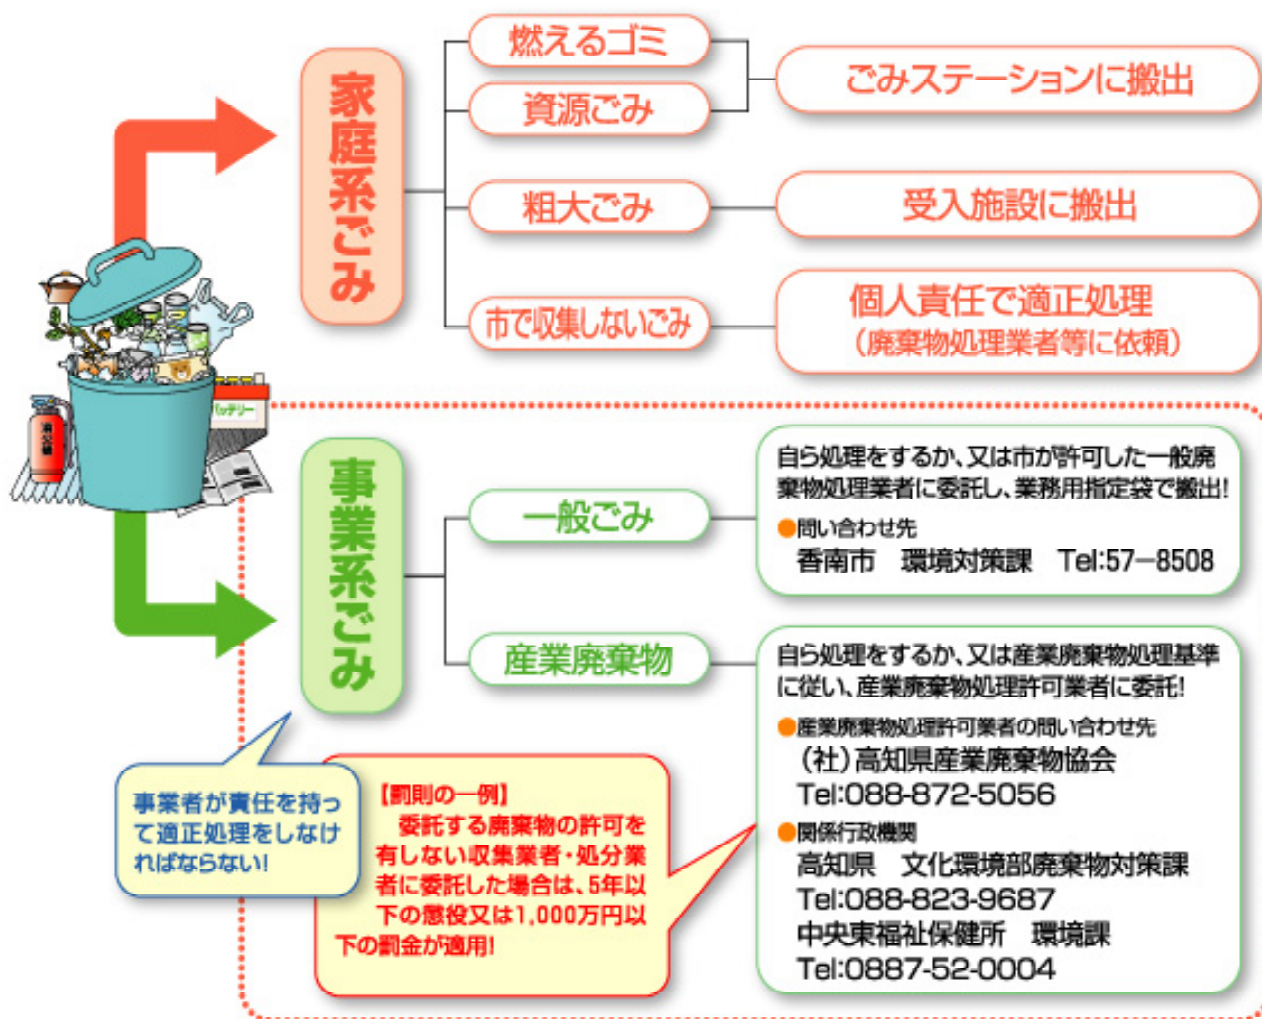 家庭系ごみ
燃えるゴミ
資源ごみ
ごみステーションに搬出
粗大ごみ
受入施設に搬出
市で収集しないごみ
個人責任で適正処理
（廃棄物処理業者等に依頼）
消火器
バッテリー
事業系ごみ
一般ごみ
自ら処理をするか、又は市が許可した一般廃
棄物処理業者に委託し、業務用指定袋で搬出!
●問い合わせ先
香南市　環境対策課　Tel:57－8508
産業廃棄物
自ら処理をするか、又は産業廃棄物処理基準
に従い、産業廃棄物処理許可業者に委託!
●産業廃棄物処理許可業者の問い合わせ先
（社）高知県産業廃棄物協会
Tel:088-872-5056
●関係行政機関
高知県　文化環境部廃棄物対策課
Tel:088-823-9687
中央東福祉保健所　環境課
Tel:0887-52-0004
事業者が責任を持っ
て適正処理をしなけ
ればならない!
【罰則の一例】
委託する廃棄物の許可を
有しない収集業者・処分業
者に委託した場合は、5年以
下の懲役又は1,000万円以
下の罰金が適用!